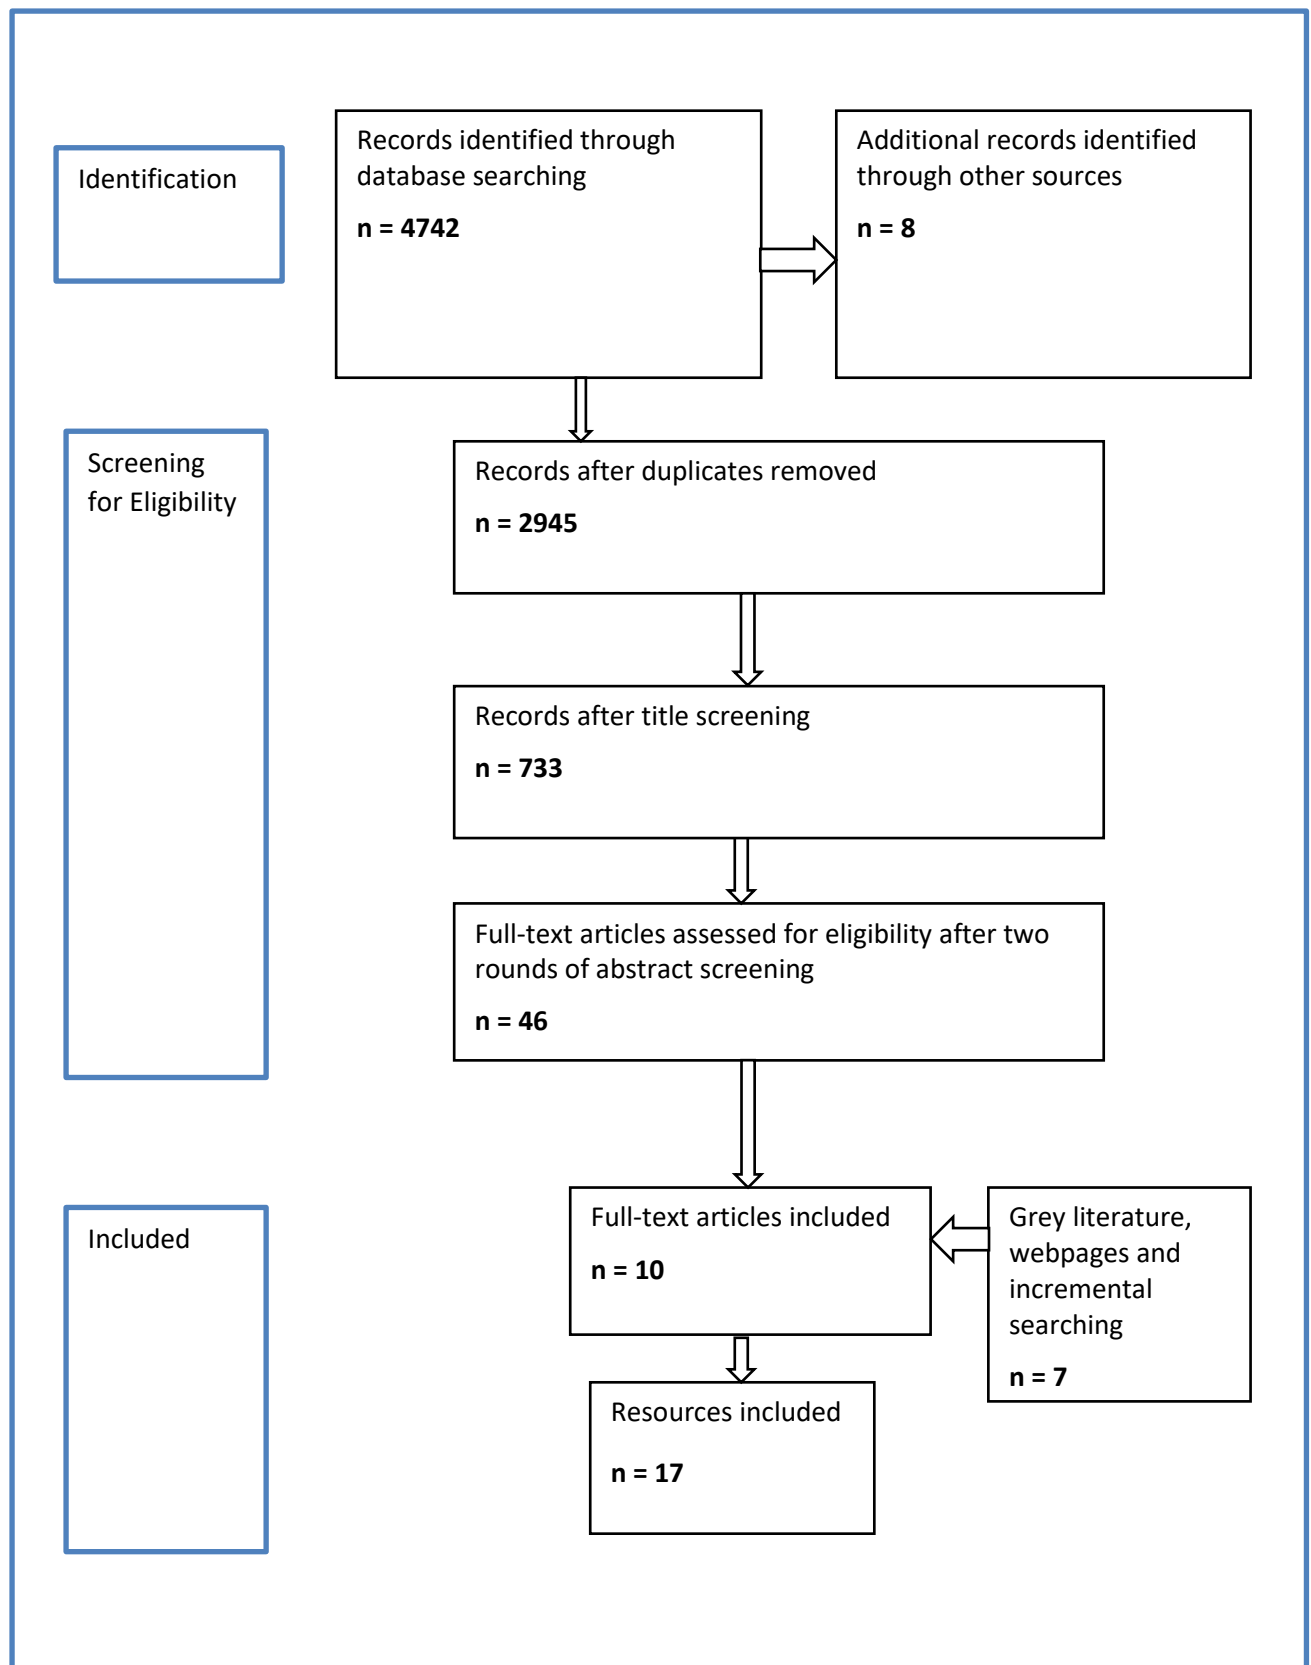 Identification
Records identified through
database searching
n = 4742
Additional records identified
through other sources
n = 8
Screening
for Eligibility
Records after duplicates removed
n = 2945
Records after title screening
n = 733
Full-text articles assessed for eligibility after two
rounds of abstract screening
n = 46
Included
Full-text articles included
n = 10
Grey literature,
webpages and
incremental
searching
n = 7
Resources included
n = 17